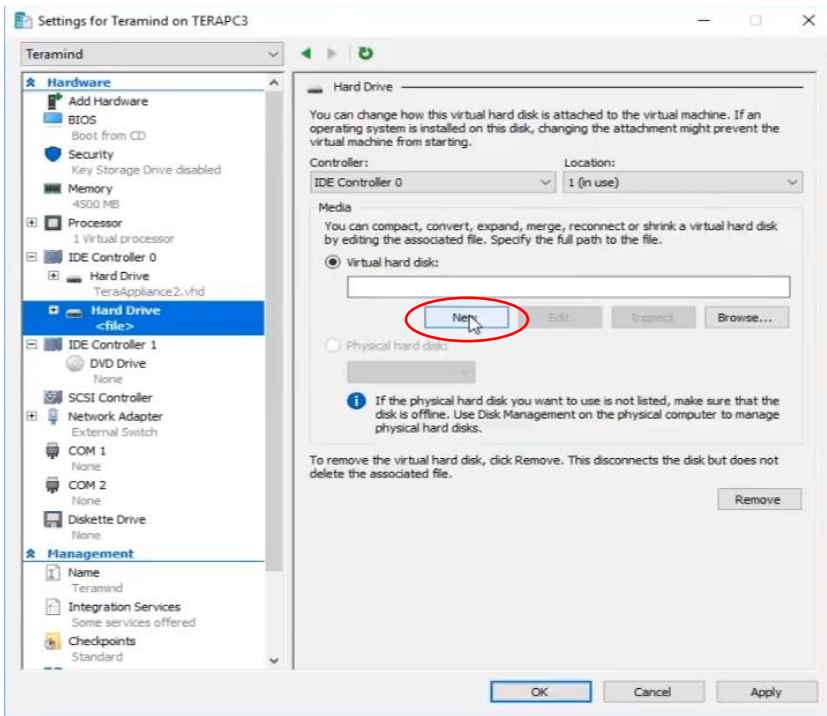 Settings for Teramind on TERAPC3
Teramind
Hardware
Add Hardware
BIOS
Boot from CD
Security
Key Storage Drive disabled
Memory
4500 MB
Processor
1 Virtual processor
IDE Controller 0
Hard Drive
TeraAppliance2.vhd
Hard Drive
<file>
IDE Controller 1
DVD Drive
None
SCSI Controller
Network Adapter
External Switch
COM 1
None
COM 2
None
Diskette Drive
None
Management
Name
Teramind
Integration Services
Some services offered
Checkpoints
Standard
Hard Drive
You can change how this virtual hard disk is attached to the virtual machine. If an
operating system is installed on this disk, changing the attachment might prevent the
virtual machine from starting.
Controller:
Location:
IDE Controller 0
1 (in use)
Media
You can compact, convert, expand, merge, reconnect or shrink a virtual hard disk
by editing the associated file. Specify the full path to the file.
Virtual hard disk:
New
Edit
Inspect
Browse...
Physical hard disk:
If the physical hard disk you want to use is not listed, make sure that the
disk is offline. Use Disk Management on the physical computer to manage
physical hard disks.
To remove the virtual hard disk, click Remove. This disconnects the disk but does not
delete the associated file.
Remove
OK
Cancel
Apply